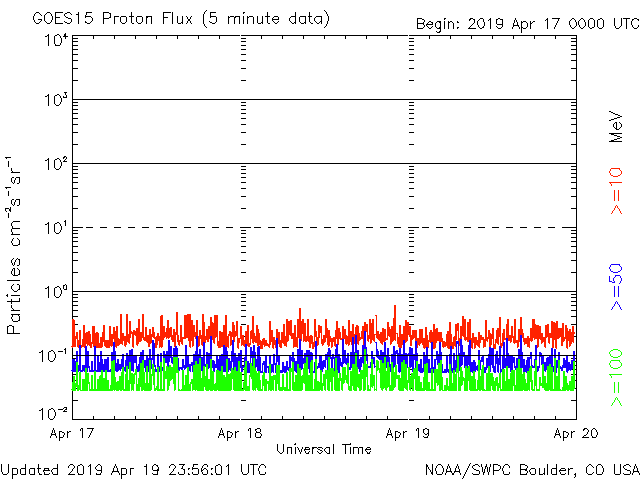 GOES15 Proton Flux (5 minute data)
Begin: 2019 Apr 17 0000 UTC
Particles cm⁻²s⁻¹sr⁻¹
10⁴
10³
10²
10¹
10⁰
10⁻¹
10⁻²
MeV
>=10
>=50
>=100
Apr 17 Apr 18 Apr 19 Apr 20
Universal Time
Updated 2019 Apr 19 23:56:01 UTC NOAA/SWPC Boulder, CO USA